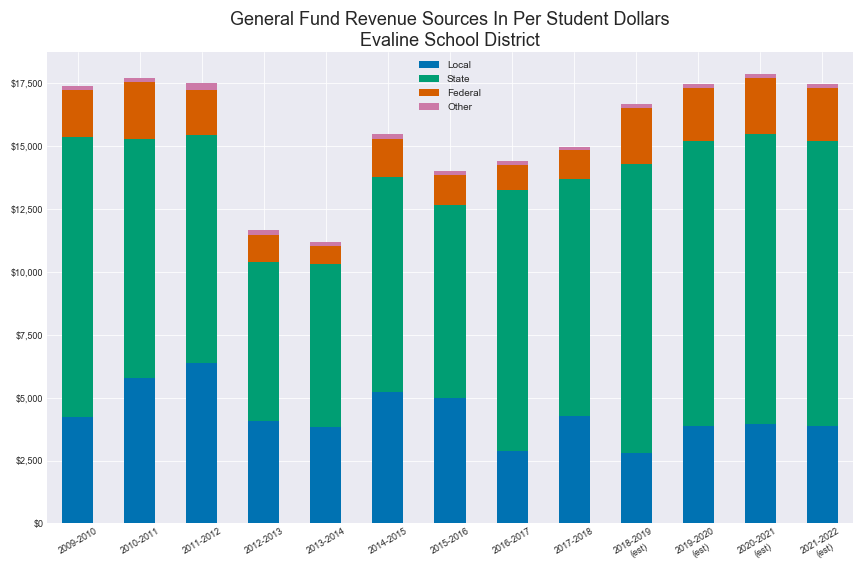 General Fund Revenue Sources In Per Student Dollars
Evaline School District
Local
State
Federal
Other
$17,500
$15,000
$12,500
$10,000
$7,500
$5,000
$2,500
$0
2009-2010
2010-2011
2011-2012
2012-2013
2013-2014
2014-2015
2015-2016
2016-2017
2017-2018
2018-2019
(est)
2019-2020
(est)
2020-2021
(est)
2021-2022
(est)